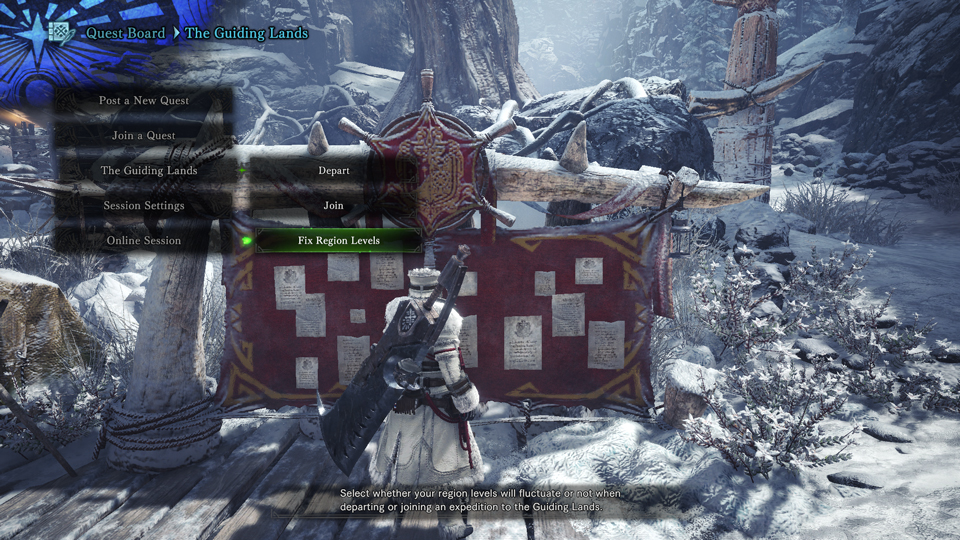 Quest Board ❯ The Guiding Lands
Post a New Quest
Join a Quest
The Guiding Lands
Session Settings
Online Session
Depart
Join
Fix Region Levels
Select whether your region levels will fluctuate or not when
departing or joining an expedition to the Guiding Lands.